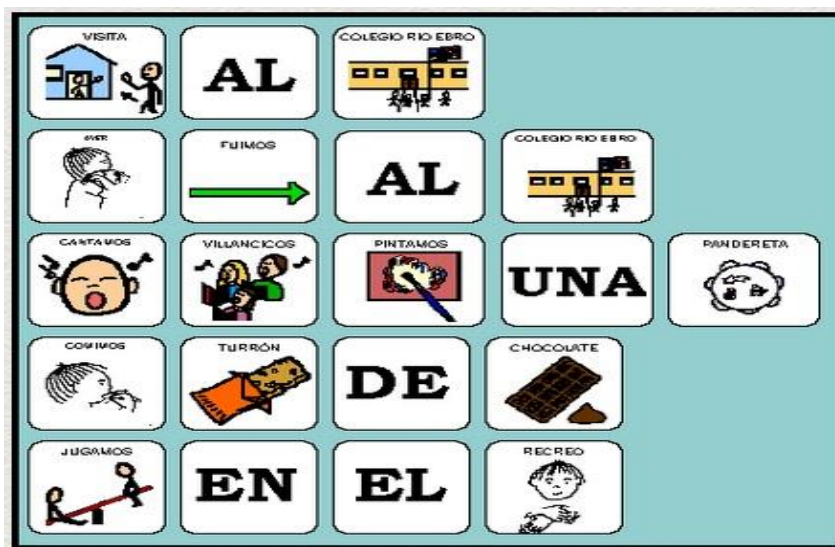 VISITA AL COLEGIO RIO EBRO
AYER FUIMOS AL COLEGIO RIO EBRO
CANTAMOS VILLANCICOS PINTAMOS UNA PANDERETA
COMIMOS TURRÓN DE CHOCOLATE
JUGAMOS EN EL RECREO